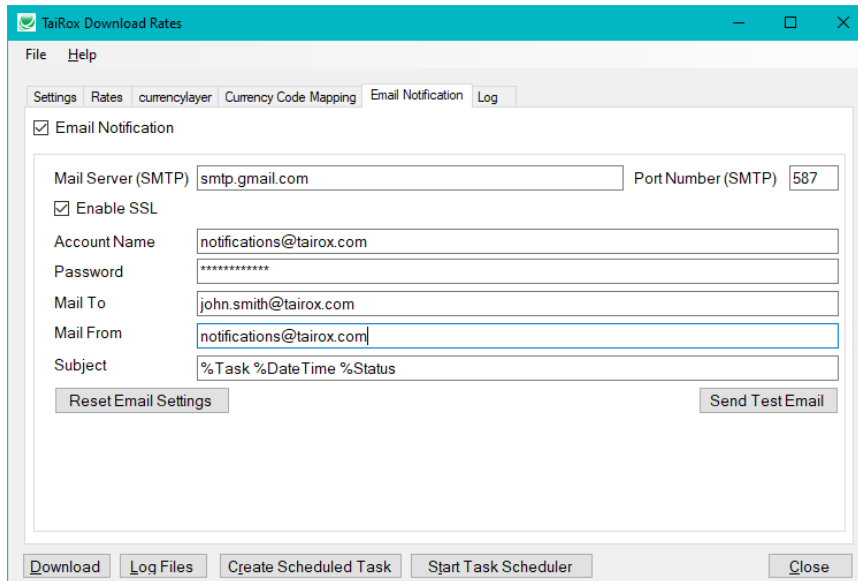 TaiRox Download Rates
File Help
Settings Rates currencylayer Currency Code Mapping Email Notification Log
Email Notification
Mail Server (SMTP) smtp.gmail.com Port Number (SMTP) 587
Enable SSL
Account Name notifications@tairox.com
Password ************
Mail To john.smith@tairox.com
Mail From notifications@tairox.com
Subject %Task %DateTime %Status
Reset Email Settings Send Test Email
Download Log Files Create Scheduled Task Start Task Scheduler Close